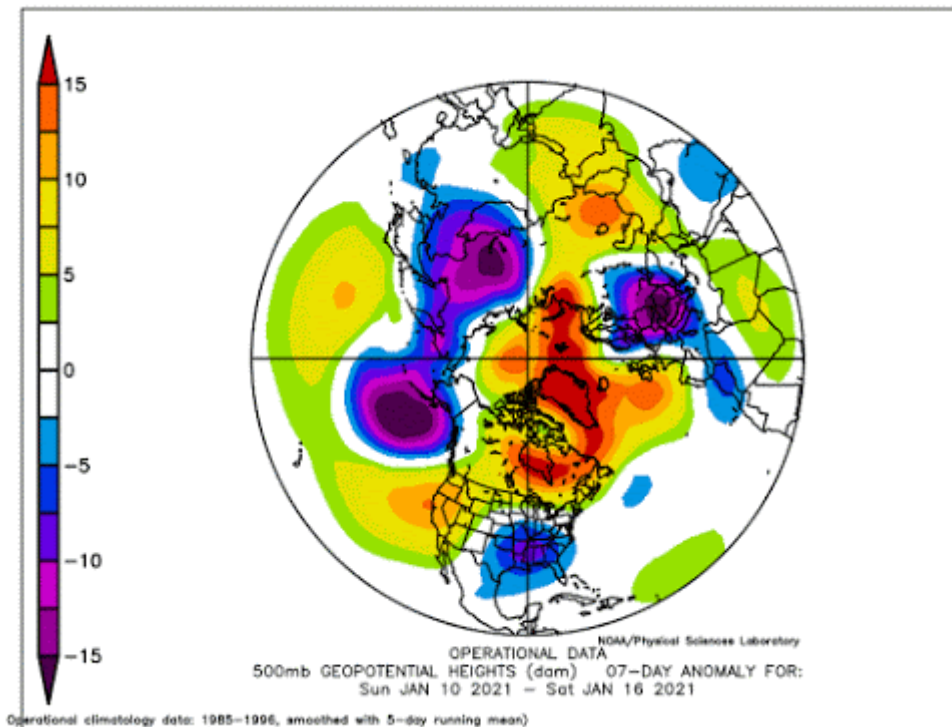 15
10
5
0
-5
-10
-15
NOAA/Physical Sciences Laboratory
OPERATIONAL DATA
500mb GEOPOTENTIAL HEIGHTS (dam) 07-DAY ANOMALY FOR:
Sun JAN 10 2021 - Sat JAN 16 2021
Operational climatology data: 1985-1996, smoothed with 5-day running mean)